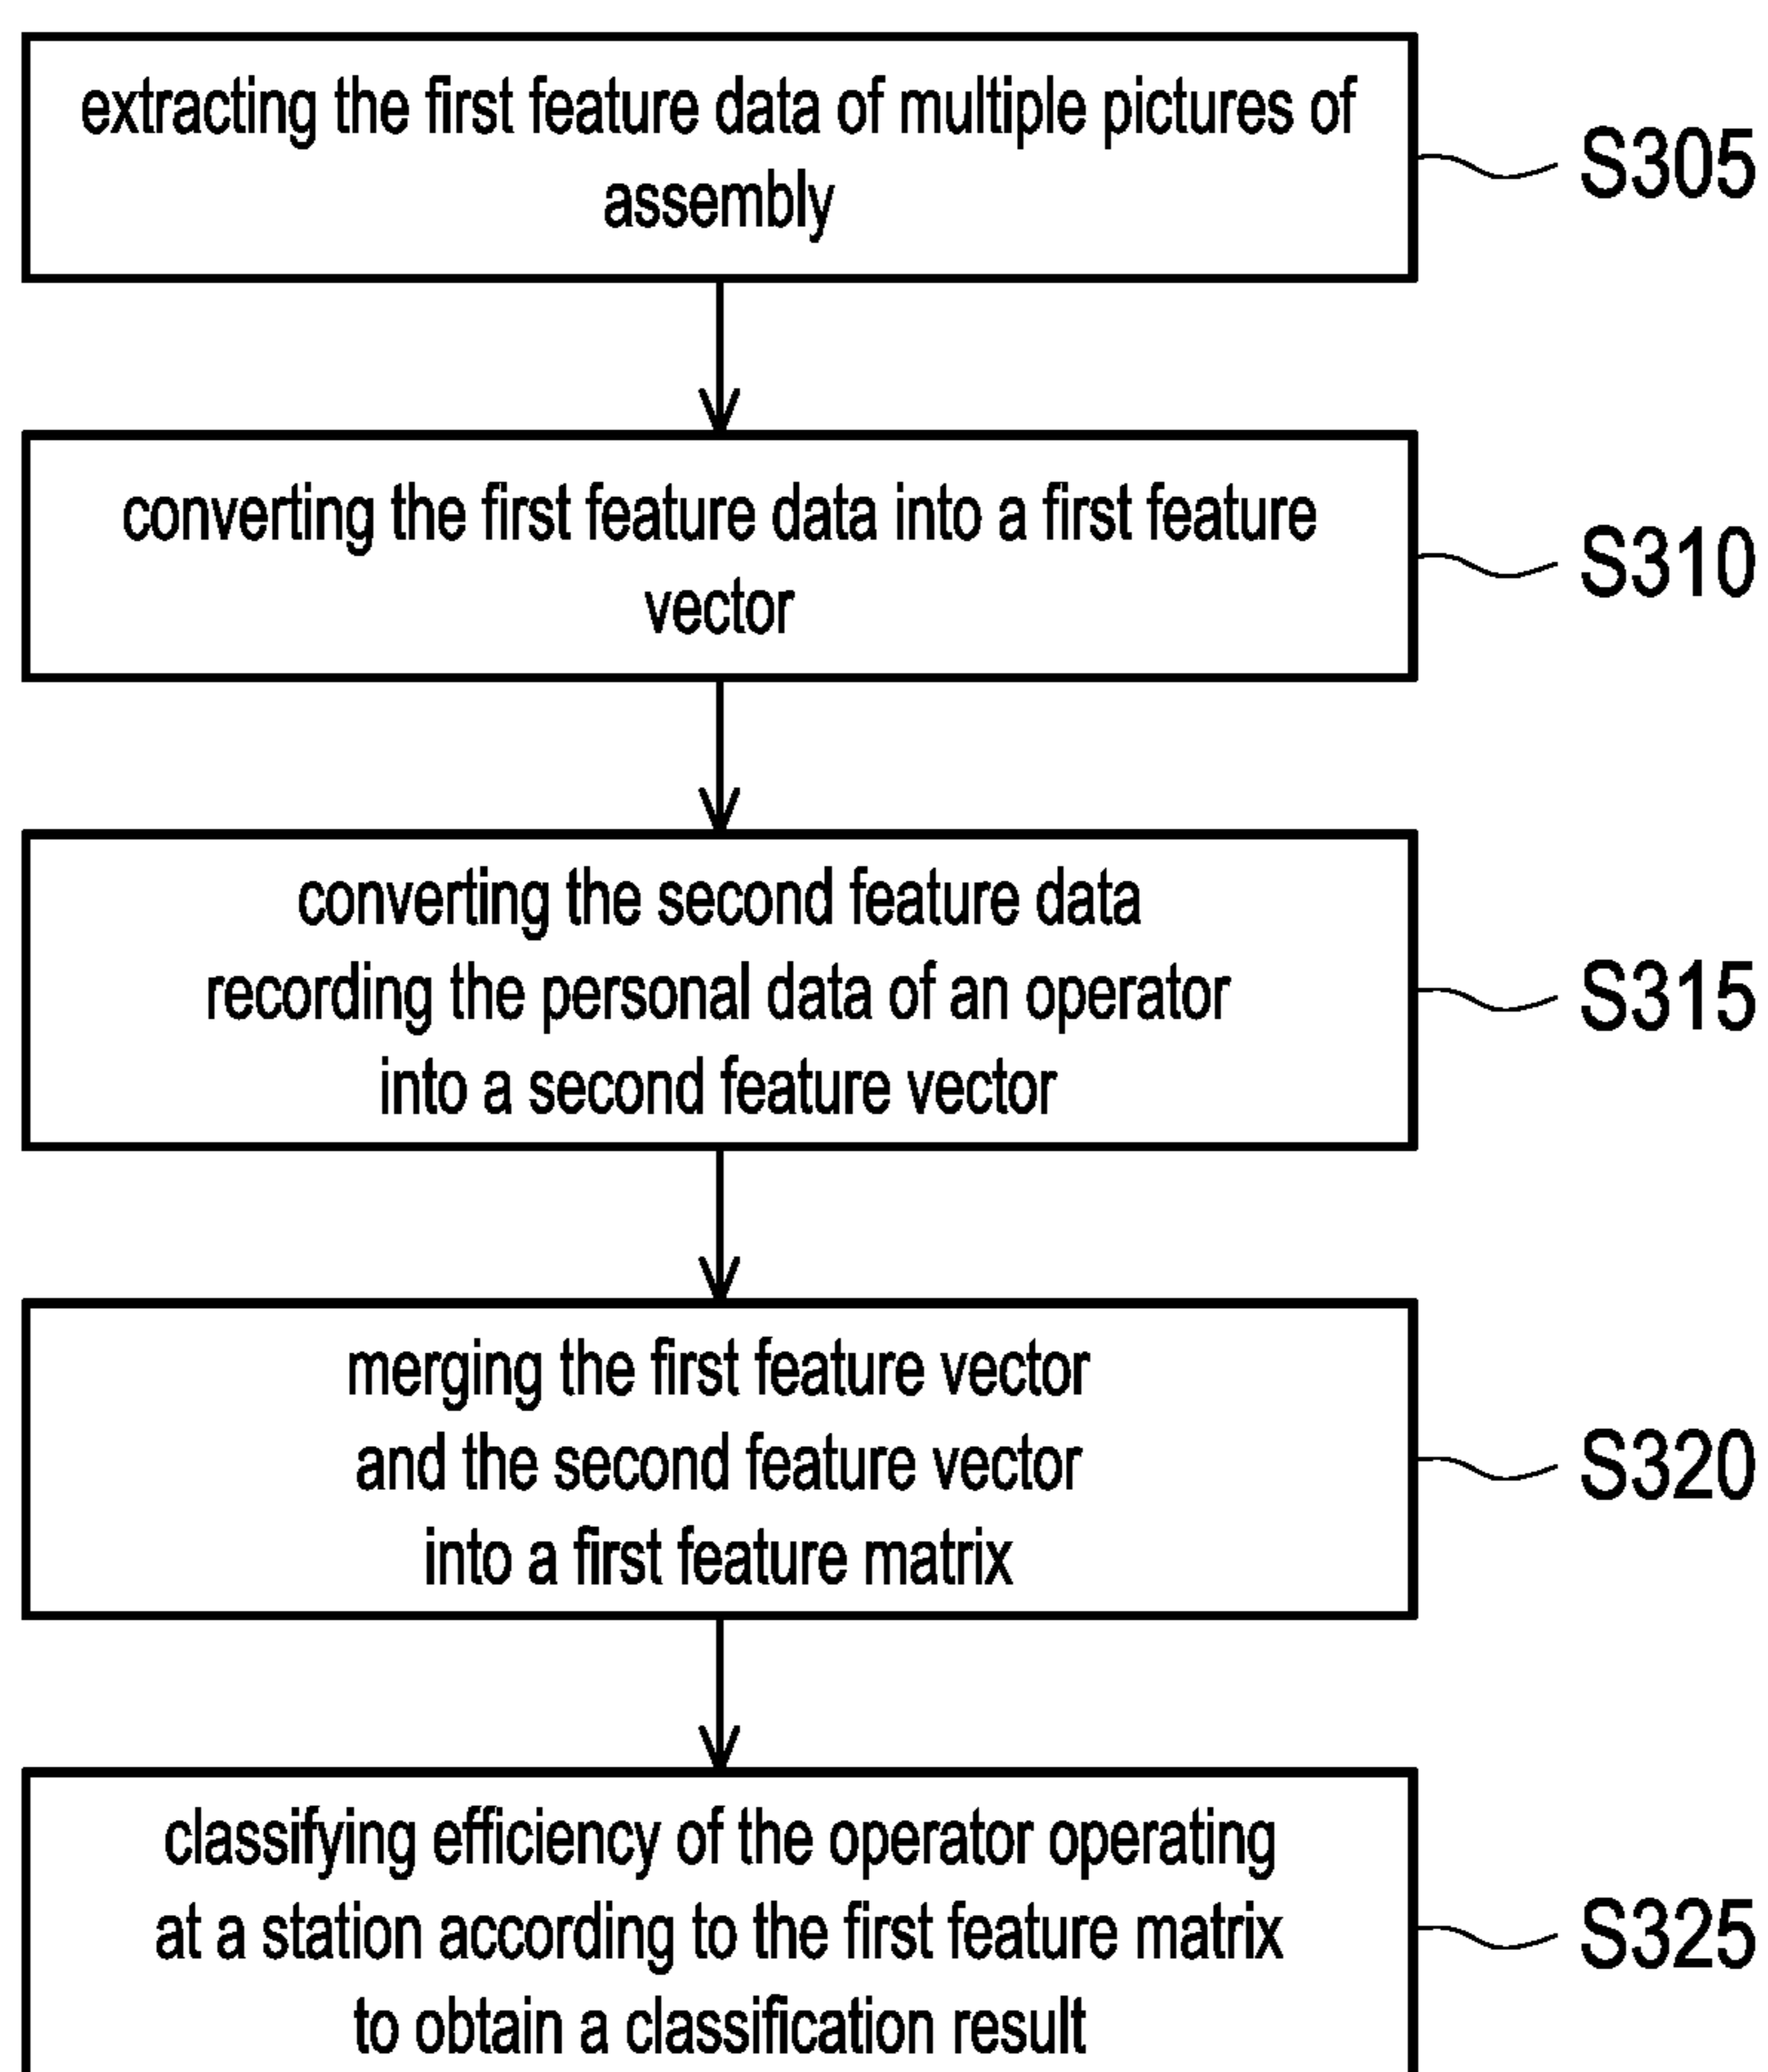 extracting the first feature data of multiple pictures of
assembly
S305
converting the first feature data into a first feature
vector
S310
converting the second feature data
recording the personal data of an operator
into a second feature vector
S315
merging the first feature vector
and the second feature vector
into a first feature matrix
S320
classifying efficiency of the operator operating
at a station according to the first feature matrix
to obtain a classification result
S325